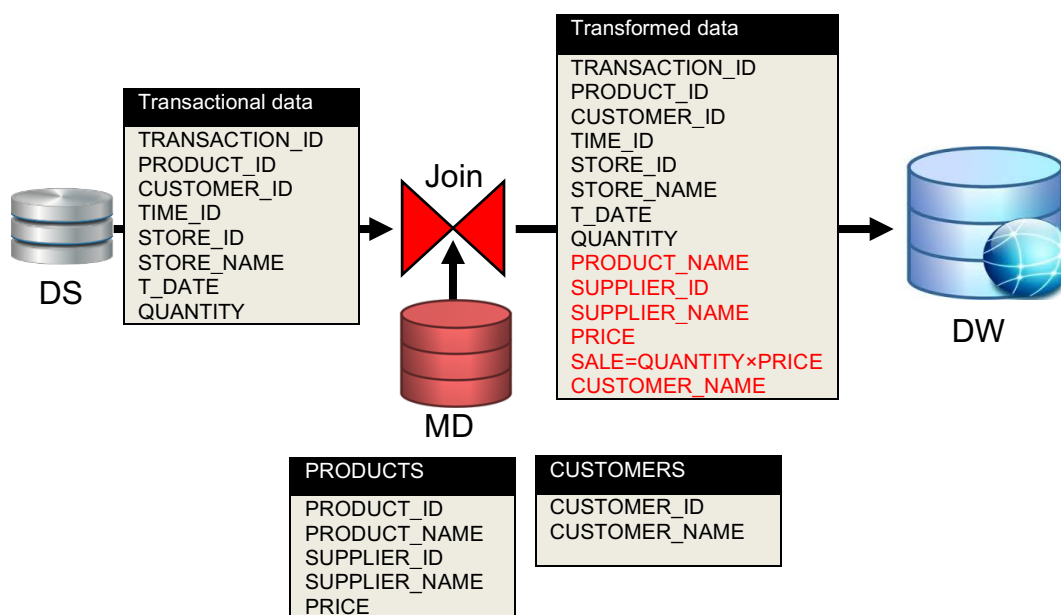 Transactional data
TRANSACTION_ID
PRODUCT_ID
CUSTOMER_ID
TIME_ID
STORE_ID
STORE_NAME
T_DATE
QUANTITY
DS
Join
MD
Transformed data
TRANSACTION_ID
PRODUCT_ID
CUSTOMER_ID
TIME_ID
STORE_ID
STORE_NAME
T_DATE
QUANTITY
PRODUCT_NAME
SUPPLIER_ID
SUPPLIER_NAME
PRICE
SALE=QUANTITY×PRICE
CUSTOMER_NAME
DW
PRODUCTS
PRODUCT_ID
PRODUCT_NAME
SUPPLIER_ID
SUPPLIER_NAME
PRICE
CUSTOMERS
CUSTOMER_ID
CUSTOMER_NAME